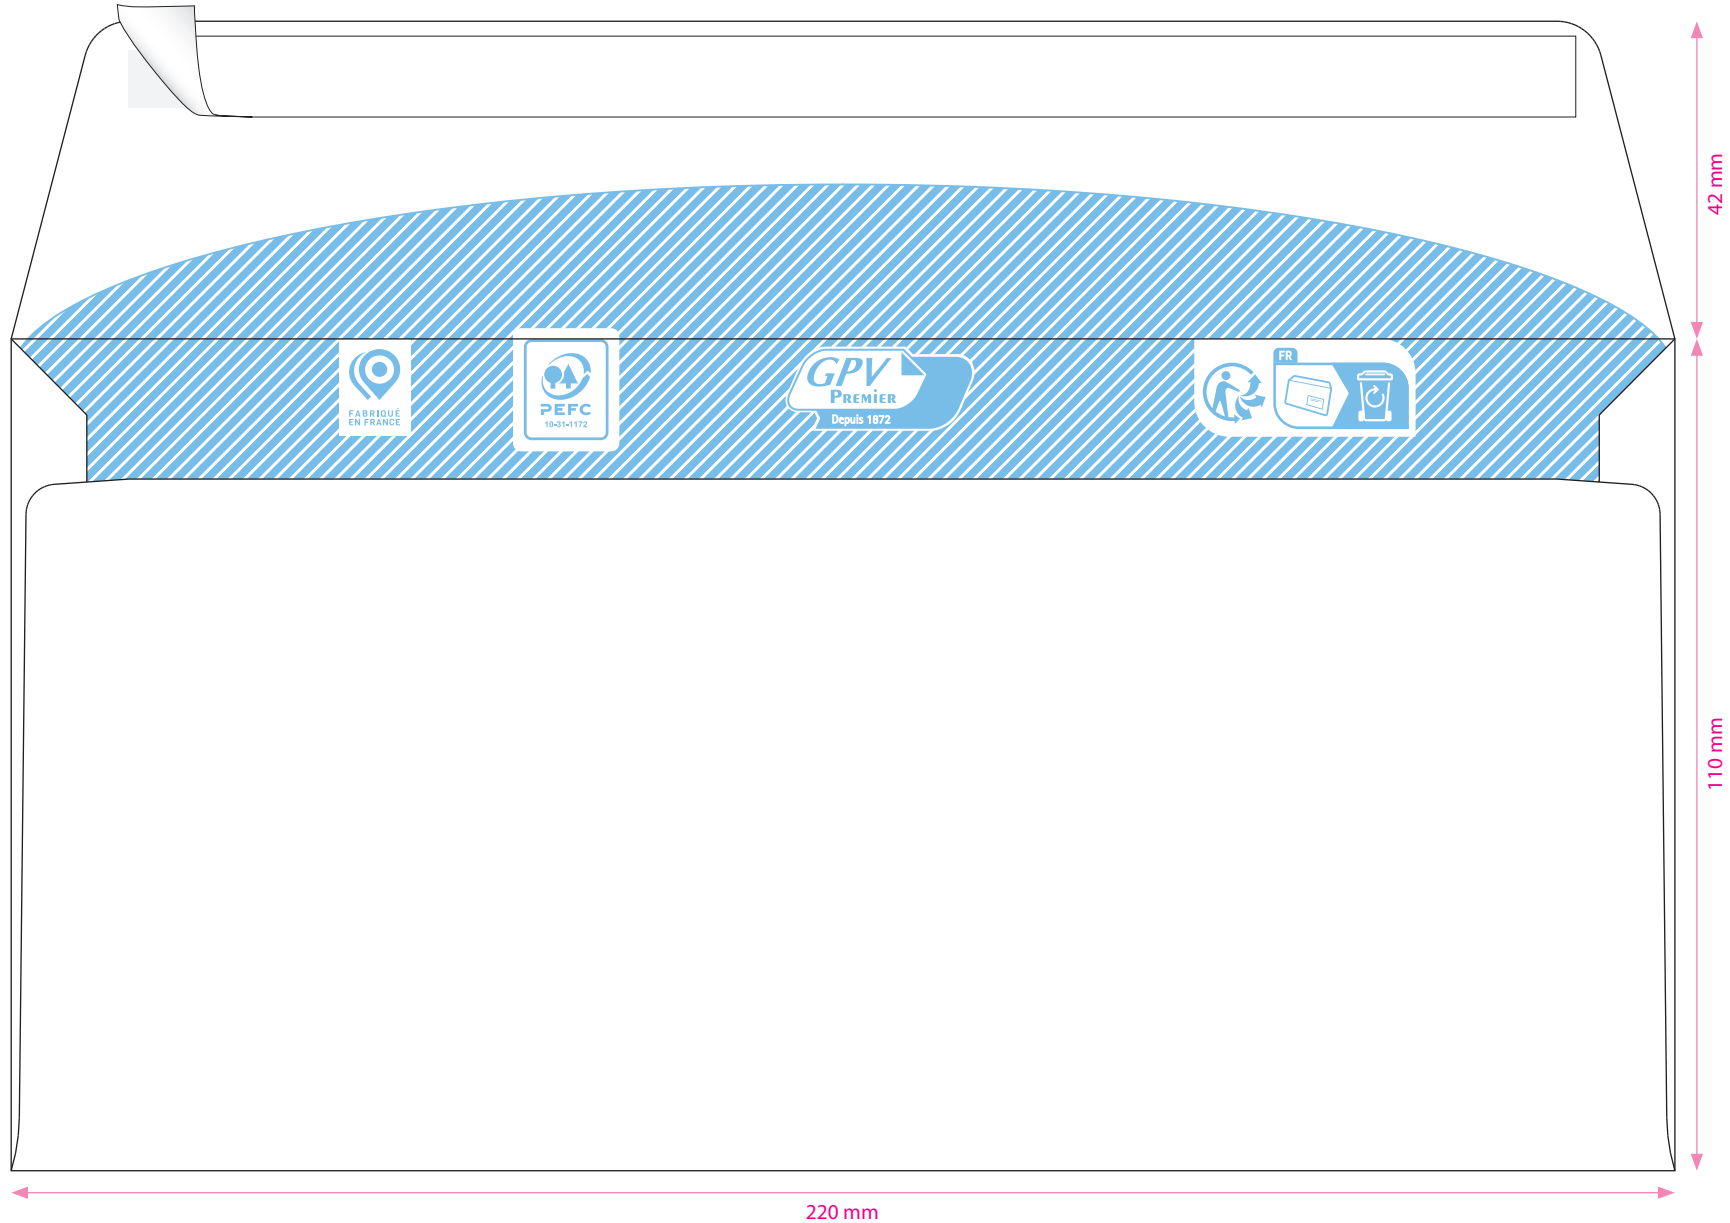 42 mm
FABRIQUÉ
EN FRANCE
PEFC
10-31-1172
GPV
PREMIER
Depuis 1872
FR
110 mm
220 mm